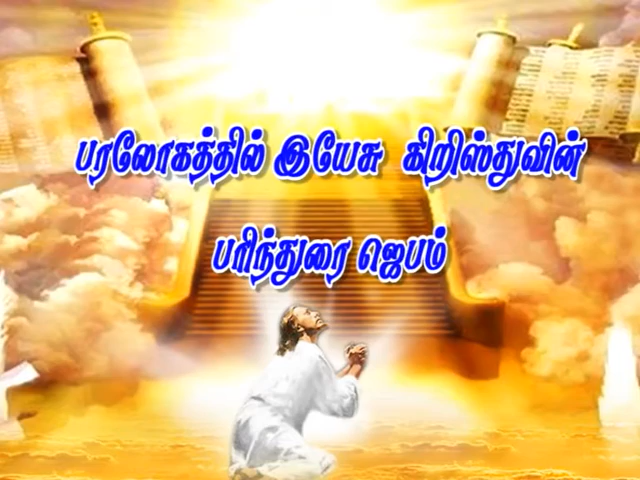 பரலோகத்தில் இயேசு கிறிஸ்துவின்
பரிந்துரை ஜெபம்